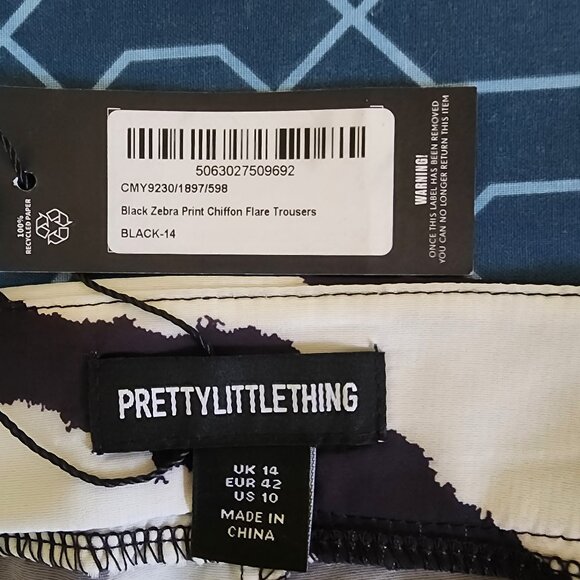 5063027509692
CMY9230/1897/598
Black Zebra Print Chiffon Flare Trousers
BLACK-14
WARNING!
ONCE THIS LABEL HAS BEEN REMOVED
YOU CAN NO LONGER RETURN THIS ITEM
100%
RECYCLED PAPER
PRETTYLITTLETHING
UK 14
EUR 42
US 10
MADE IN
CHINA